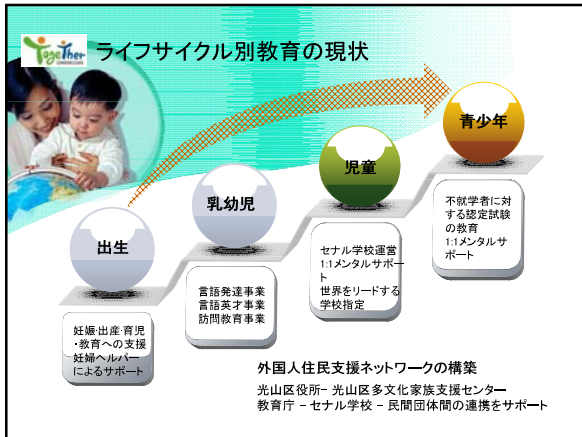 TogeTher
ライフサイクル別教育の現状
青少年
児童
乳幼児
出生
不就学者に対
する認定試験
の教育
1:1メンタルサ
ポート
セナル学校運営
1:1メンタルサポー
ト
世界をリードする
学校指定
言語発達事業
言語英才事業
訪問教育事業
妊娠·出産·育児
・教育への支援
妊婦ヘルパー
によるサポート
外国人住民支援ネットワークの構築
光山区役所− 光山区多文化家族支援センター
教育庁 − セナル学校 − 民間団体間の連携をサポート